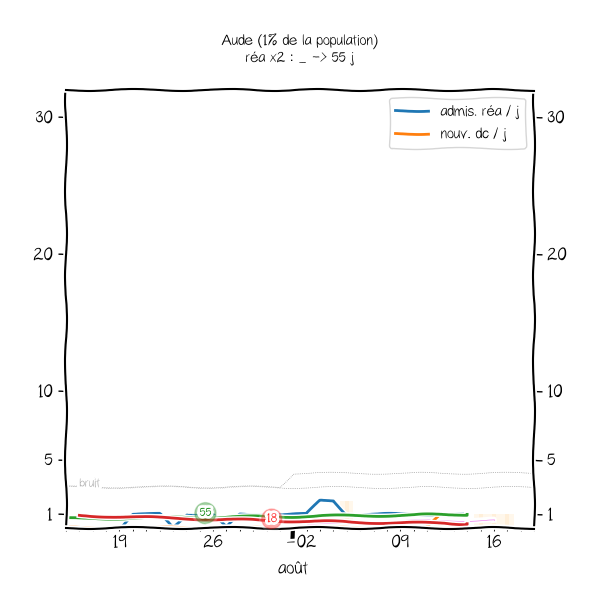 Aude (1% de la population)
réa x2 : _ -> 55 j
admis. réa / j
nouv. dc / j
30
30
20
20
10
10
5
5
bruit
55
18
1
1
19
26
02
09
16
août